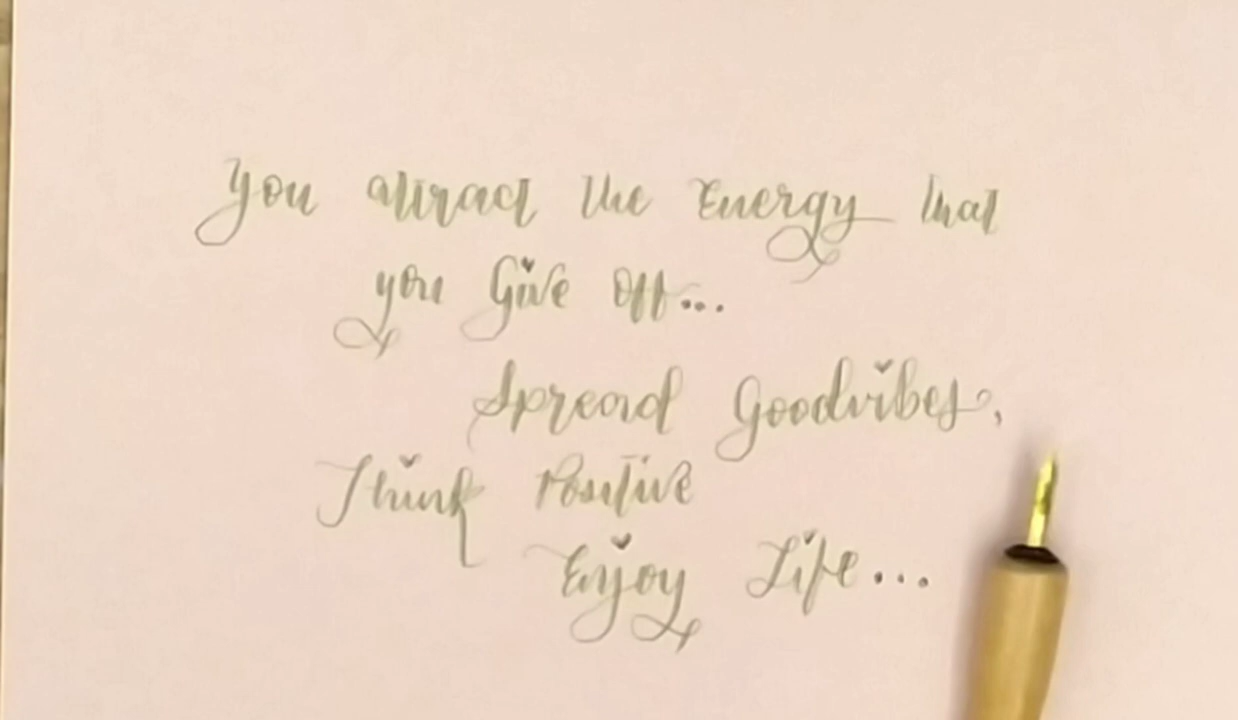 you attract the Energy that
you Give Off...
Spread Goodvibes,
Think Positive
Enjoy Life...